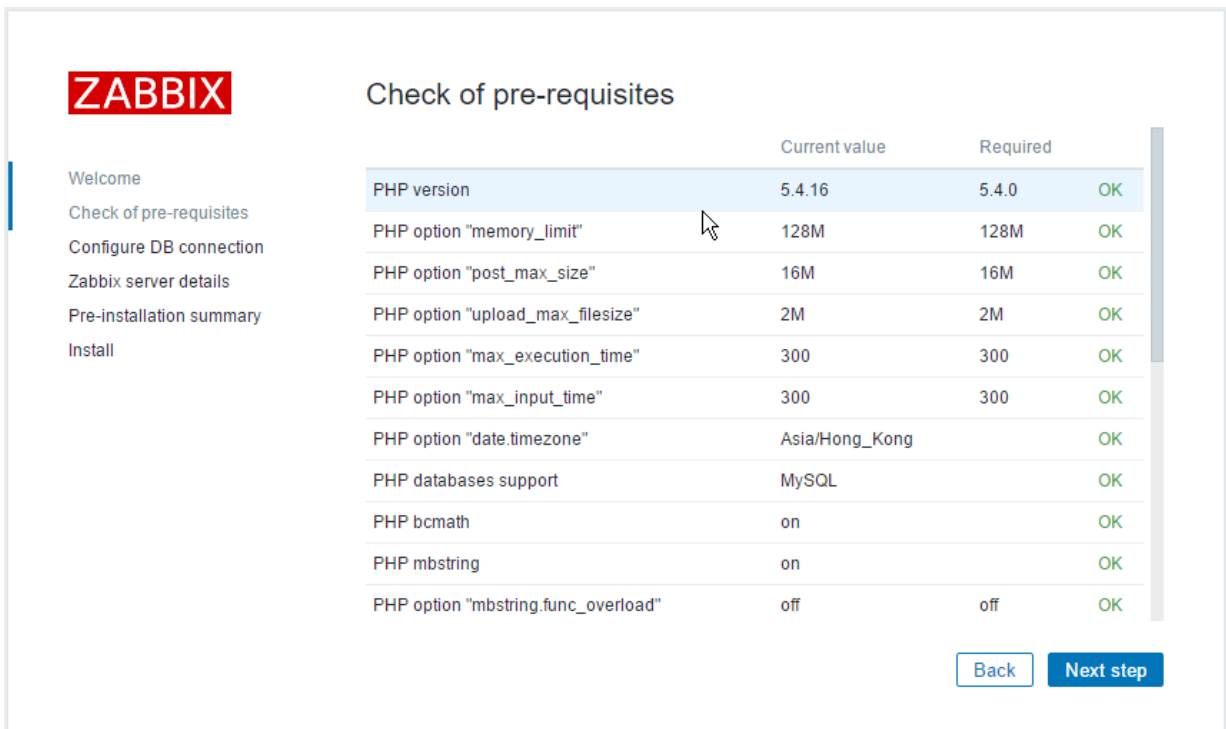 ZABBIX
Check of pre-requisites
Current value Required
Welcome
Check of pre-requisites
Configure DB connection
Zabbix server details
Pre-installation summary
Install
PHP version 5.4.16 5.4.0 OK
PHP option "memory_limit" 128M 128M OK
PHP option "post_max_size" 16M 16M OK
PHP option "upload_max_filesize" 2M 2M OK
PHP option "max_execution_time" 300 300 OK
PHP option "max_input_time" 300 300 OK
PHP option "date.timezone" Asia/Hong_Kong OK
PHP databases support MySQL OK
PHP bcmath on OK
PHP mbstring on OK
PHP option "mbstring.func_overload" off off OK
Back Next step